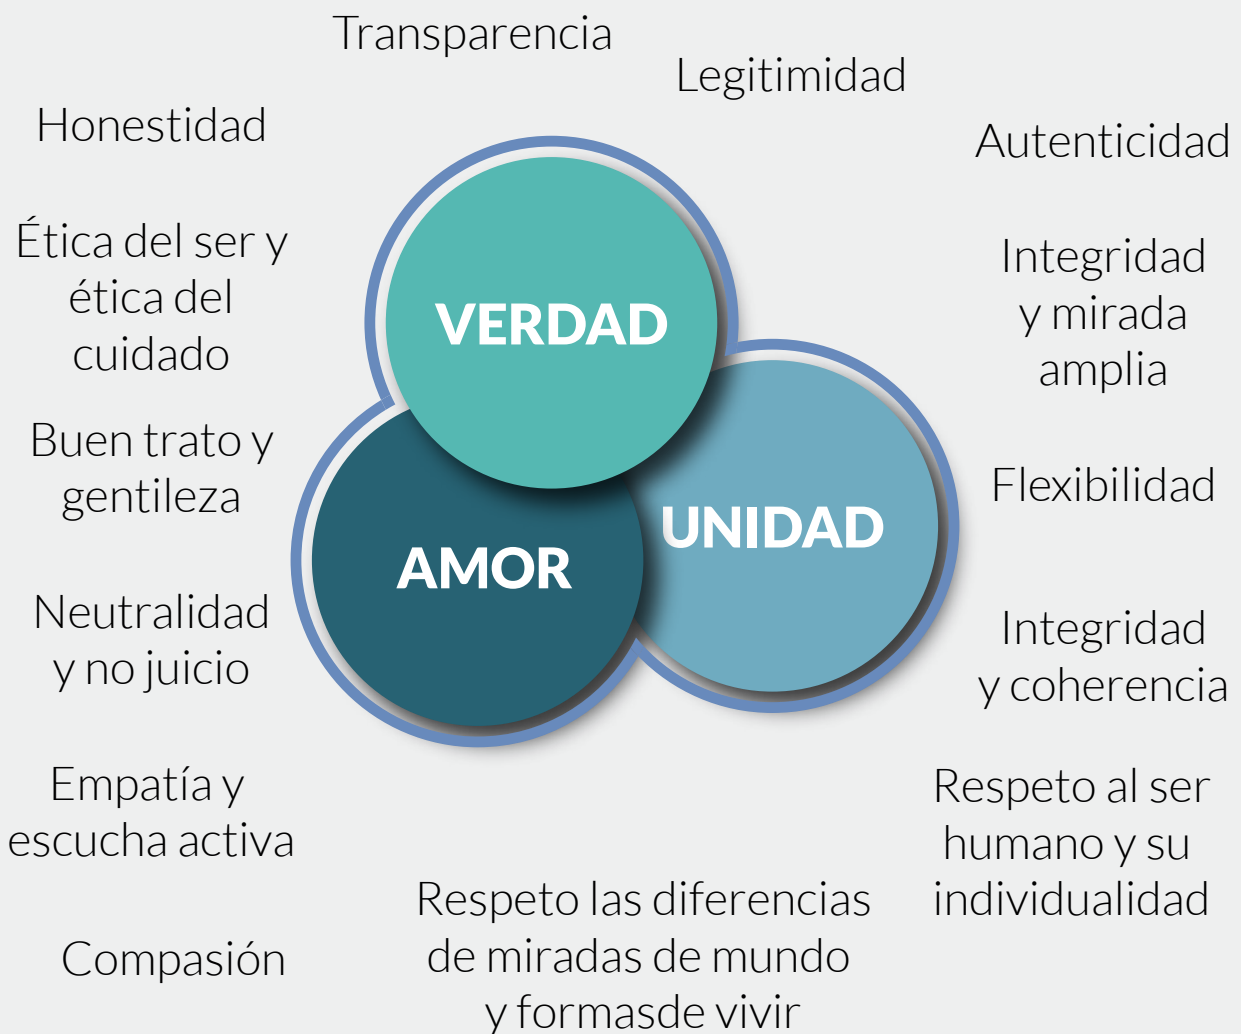 Transparencia
Legitimidad
Honestidad
Autenticidad
Ética del ser y
ética del
cuidado
Integridad
y mirada
amplia
VERDAD
Buen trato y
gentileza
Flexibilidad
UNIDAD
AMOR
Neutralidad
y no juicio
Integridad
y coherencia
Empatía y
escucha activa
Respeto al ser
humano y su
individualidad
Respeto las diferencias
de miradas de mundo
y formasde vivir
Compasión